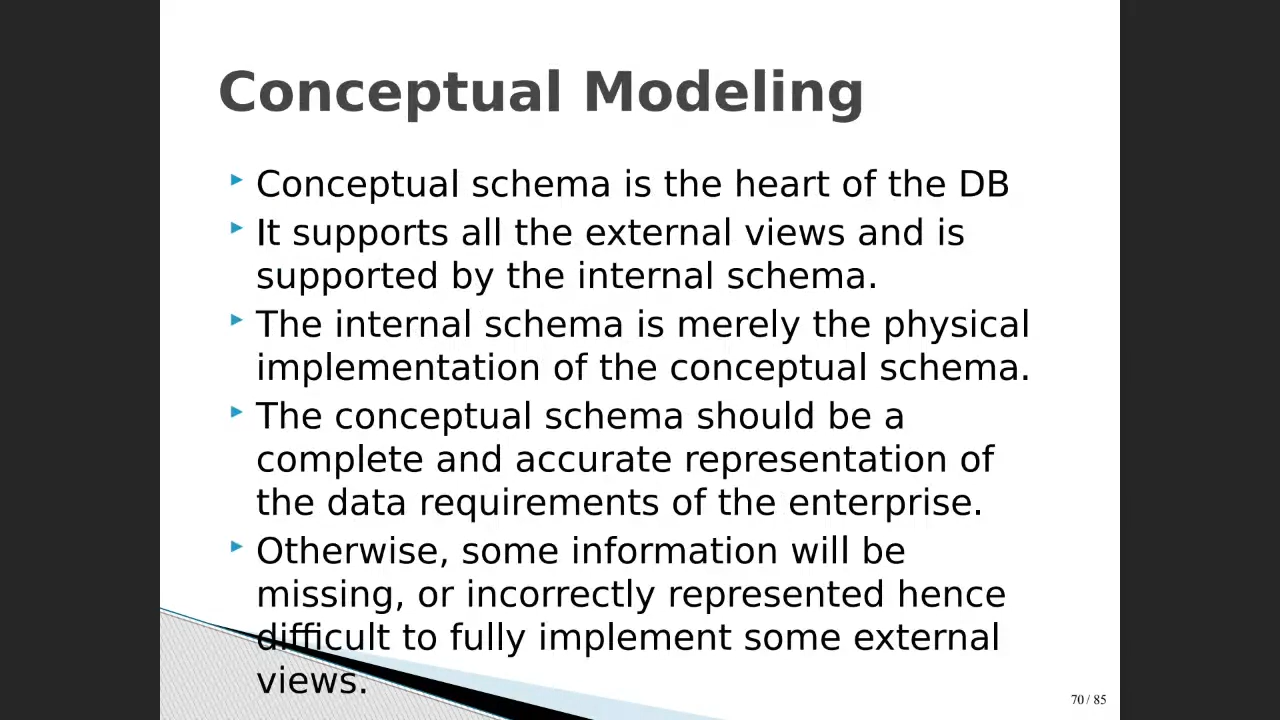 Conceptual Modeling
Conceptual schema is the heart of the DB
It supports all the external views and is
supported by the internal schema.
The internal schema is merely the physical
implementation of the conceptual schema.
The conceptual schema should be a
complete and accurate representation of
the data requirements of the enterprise.
Otherwise, some information will be
missing, or incorrectly represented hence
difficult to fully implement some external
views.
70 / 85